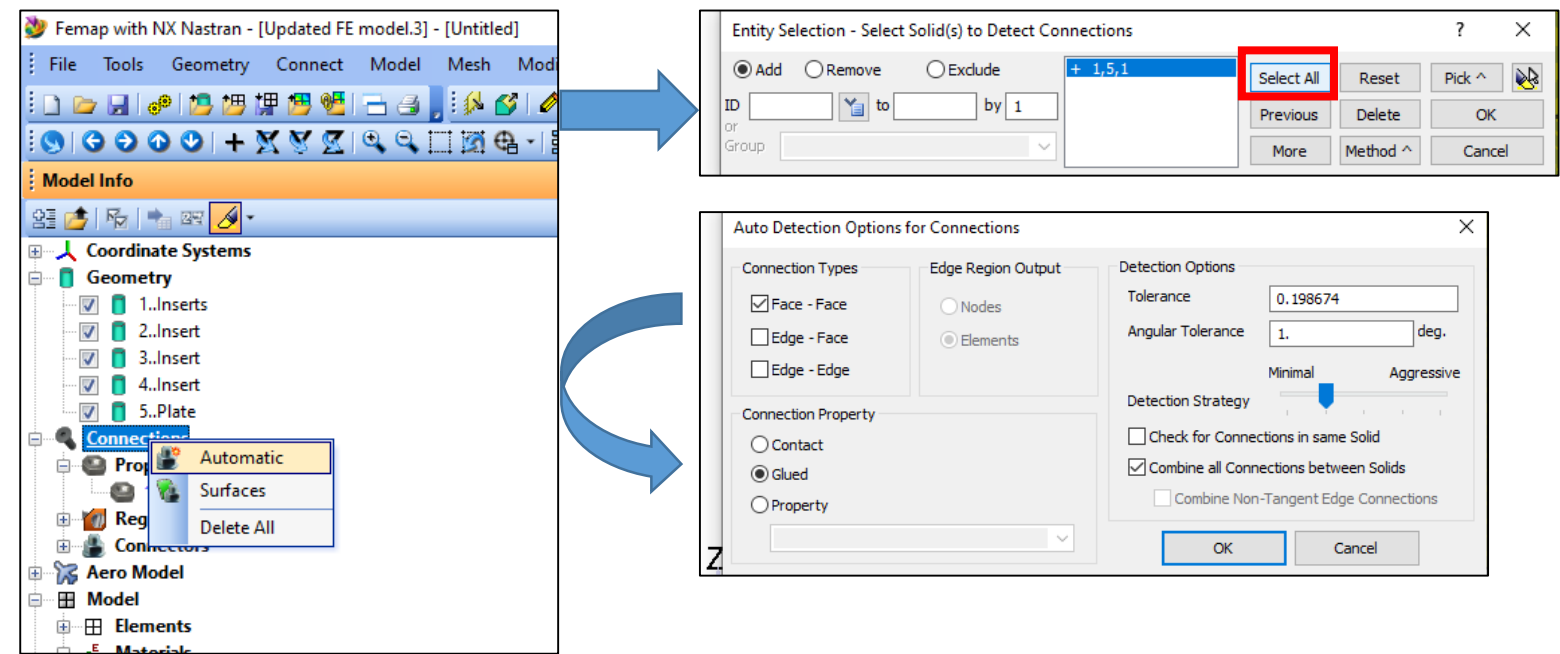 Femap with NX Nastran - [Updated FE model.3] - [Untitled]
File Tools Geometry Connect Model Mesh Modi
Model Info
Coordinate Systems
Geometry
1..Inserts
2..Insert
3..Insert
4..Insert
5..Plate
Connections
Automatic
Prop
Surfaces
Reg
Delete All
Connectors
Aero Model
Model
Elements
Materials
Entity Selection - Select Solid(s) to Detect Connections ? X
Add Remove Exclude + 1,5,1 Select All Reset Pick ^
ID to by 1 Previous Delete OK
or
Group More Method ^ Cancel
Auto Detection Options for Connections X
Connection Types
Face - Face
Edge - Face
Edge - Edge
Edge Region Output
Nodes
Elements
Connection Property
Contact
Glued
Property
Detection Options
Tolerance 0.198674
Angular Tolerance 1. deg.
Minimal Aggressive
Detection Strategy
Check for Connections in same Solid
Combine all Connections between Solids
Combine Non-Tangent Edge Connections
OK Cancel
Z